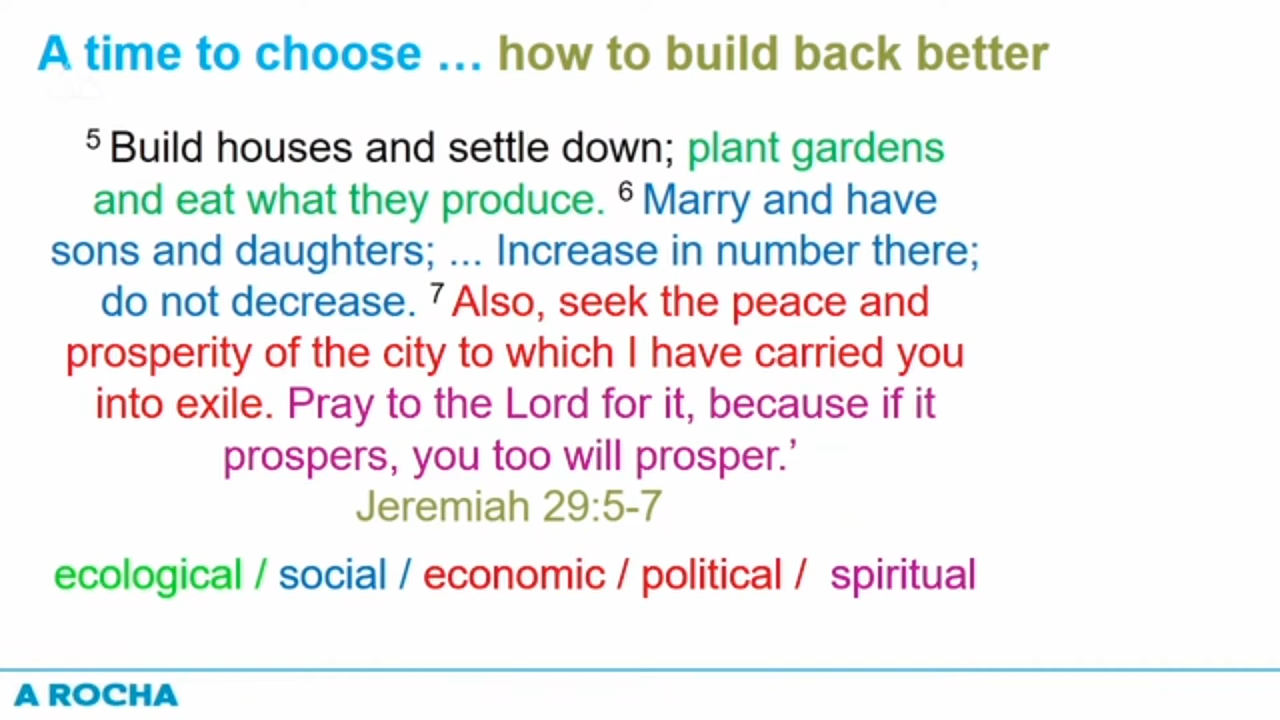 A time to choose ... how to build back better
5 Build houses and settle down; plant gardens
and eat what they produce. 6 Marry and have
sons and daughters; ... Increase in number there;
do not decrease. 7 Also, seek the peace and
prosperity of the city to which I have carried you
into exile. Pray to the Lord for it, because if it
prospers, you too will prosper.’
Jeremiah 29:5-7
ecological / social / economic / political / spiritual
A ROCHA